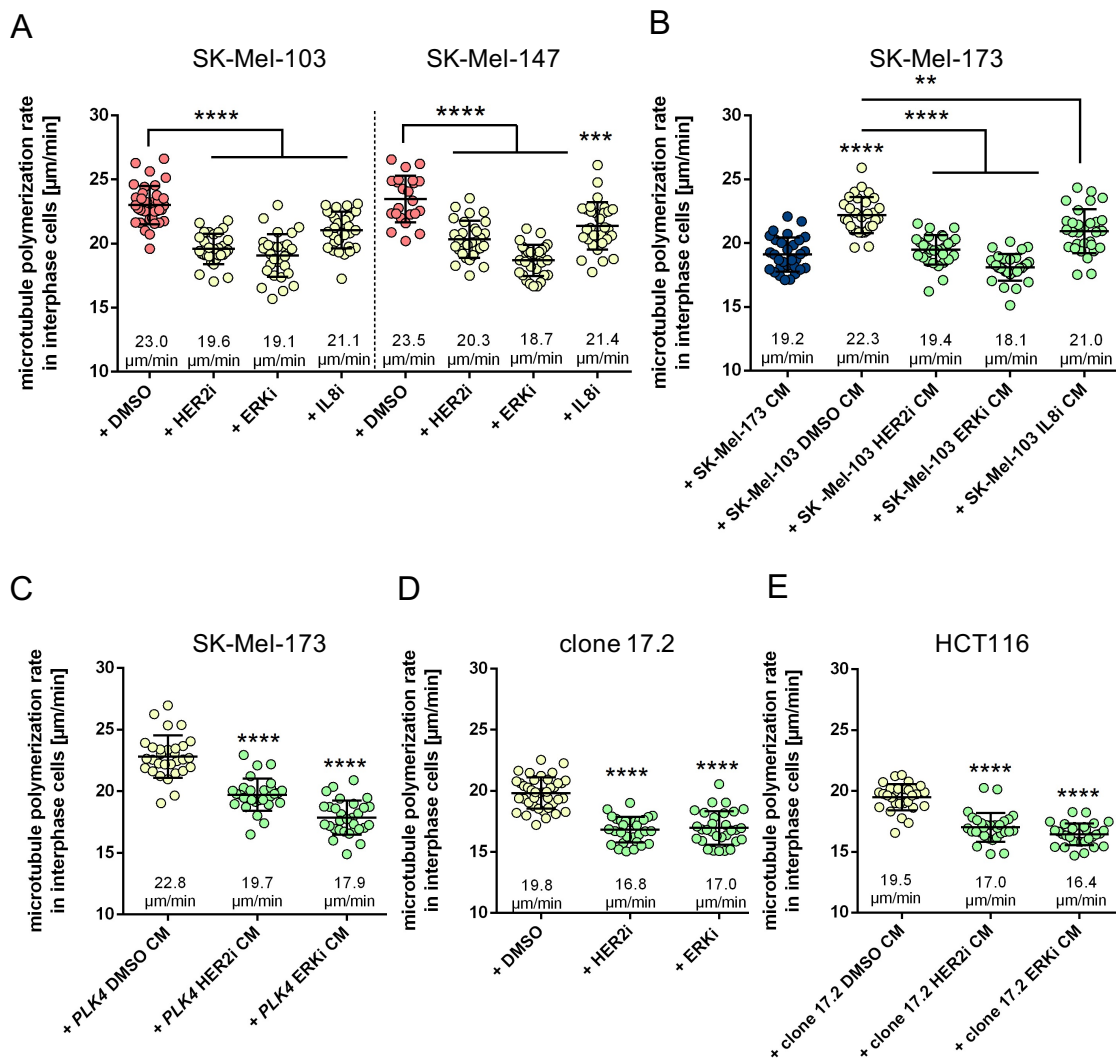 A
SK-Mel-103
SK-Mel-147
microtubule polymerization rate
in interphase cells [µm/min]
30
25
20
15
10
****
****
***
23.0
µm/min
19.6
µm/min
19.1
µm/min
21.1
µm/min
23.5
µm/min
20.3
µm/min
18.7
µm/min
21.4
µm/min
+ DMSO
+ HER2i
+ ERKi
+ IL8i
+ DMSO
+ HER2i
+ ERKi
+ IL8i
B
SK-Mel-173
microtubule polymerization rate
in interphase cells [µm/min]
30
25
20
15
10
**
****
****
19.2
µm/min
22.3
µm/min
19.4
µm/min
18.1
µm/min
21.0
µm/min
+ SK-Mel-173 CM
+ SK-Mel-103 DMSO CM
+ SK -Mel-103 HER2i CM
+ SK-Mel-103 ERKi CM
+ SK-Mel-103 IL8i CM
C
SK-Mel-173
microtubule polymerization rate
in interphase cells [µm/min]
30
25
20
15
10
****
****
22.8
µm/min
19.7
µm/min
17.9
µm/min
+ PLK4 DMSO CM
+ PLK4 HER2i CM
+ PLK4 ERKi CM
D
clone 17.2
microtubule polymerization rate
in interphase cells [µm/min]
30
25
20
15
10
****
****
19.8
µm/min
16.8
µm/min
17.0
µm/min
+ DMSO
+ HER2i
+ ERKi
E
HCT116
microtubule polymerization rate
in interphase cells [µm/min]
30
25
20
15
10
****
****
19.5
µm/min
17.0
µm/min
16.4
µm/min
+ clone 17.2 DMSO CM
+ clone 17.2 HER2i CM
+ clone 17.2 ERKi CM